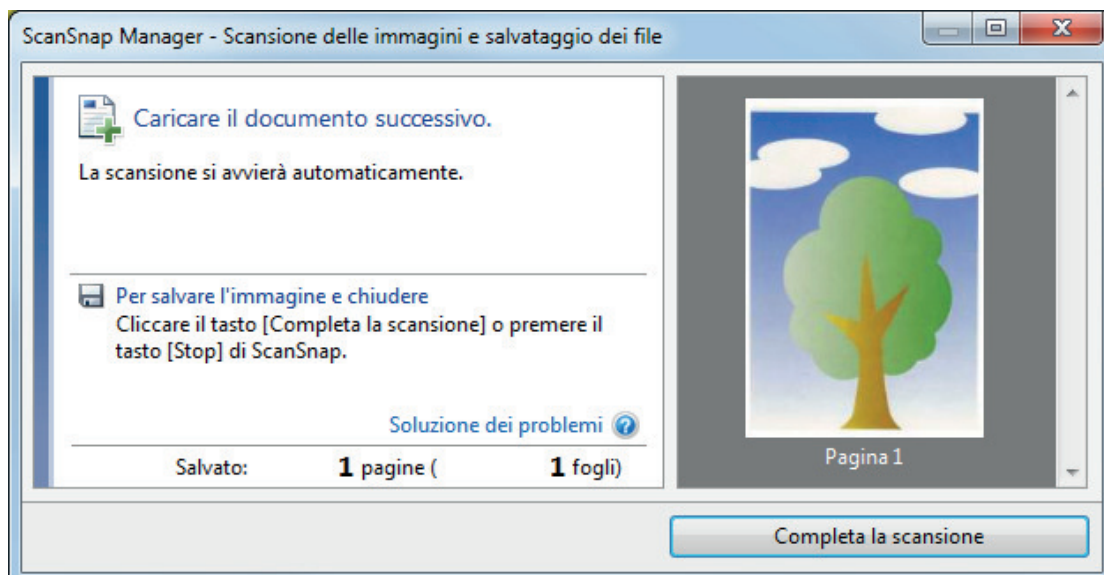 ScanSnap Manager - Scansione delle immagini e salvataggio dei file
Caricare il documento successivo.
La scansione si avvierà automaticamente.
Per salvare l'immagine e chiudere
Cliccare il tasto [Completa la scansione] o premere il
tasto [Stop] di ScanSnap.
Soluzione dei problemi
Salvato: 1 pagine ( 1 fogli)
Pagina 1
Completa la scansione